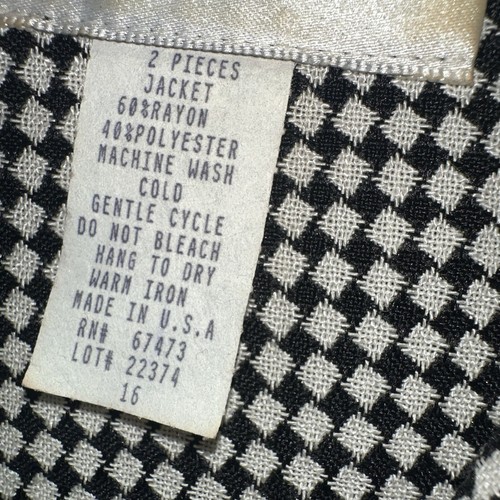 2 PIECES
JACKET
60%RAYON
40%POLYESTER
MACHINE WASH
COLD
GENTLE CYCLE
DO NOT BLEACH
HANG TO DRY
WARM IRON
MADE IN U.S.A
RN# 67473
LOT# 22374
16